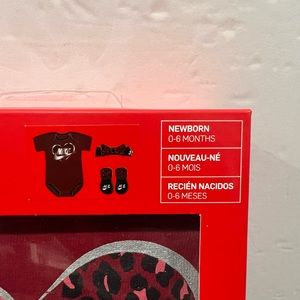 NEWBORN
0-6 MONTHS
NOUVEAU-NÉ
0-6 MOIS
RECIÉN NACIDOS
0-6 MESES